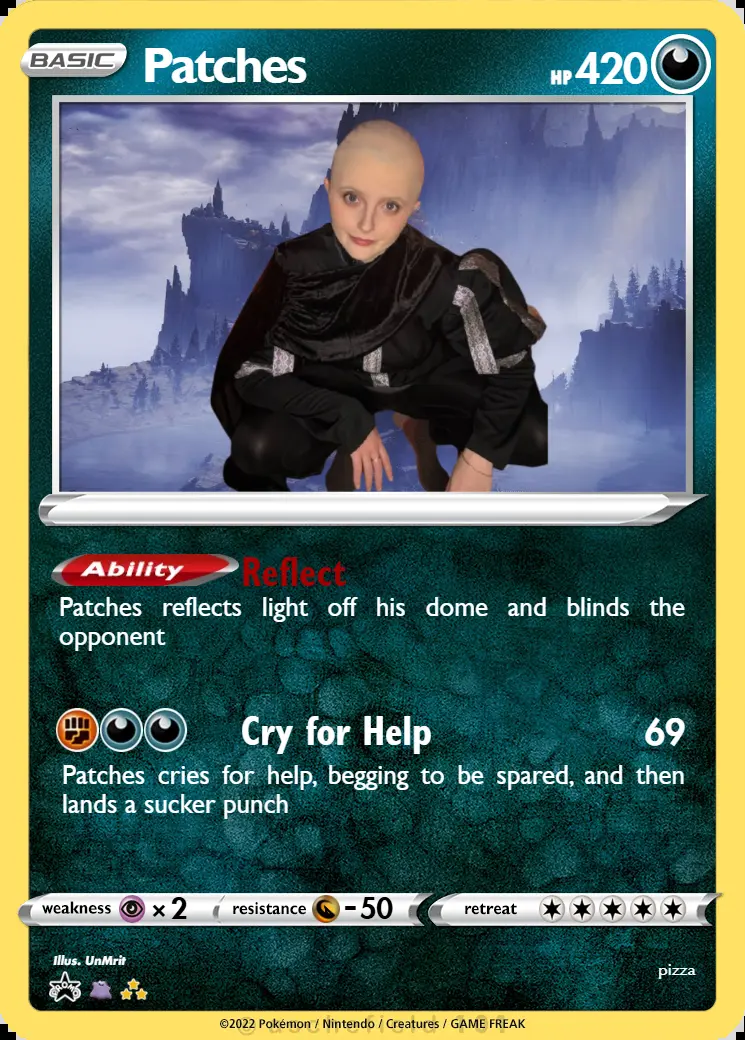 BASIC Patches HP 420
Ability Reflect
Patches reflects light off his dome and blinds the
opponent
Cry for Help 69
Patches cries for help, begging to be spared, and then
lands a sucker punch
weakness ×2 resistance -50 retreat
Illus. UnMrit
PROMO
pizza
©2022 Pokémon / Nintendo / Creatures / GAME FREAK